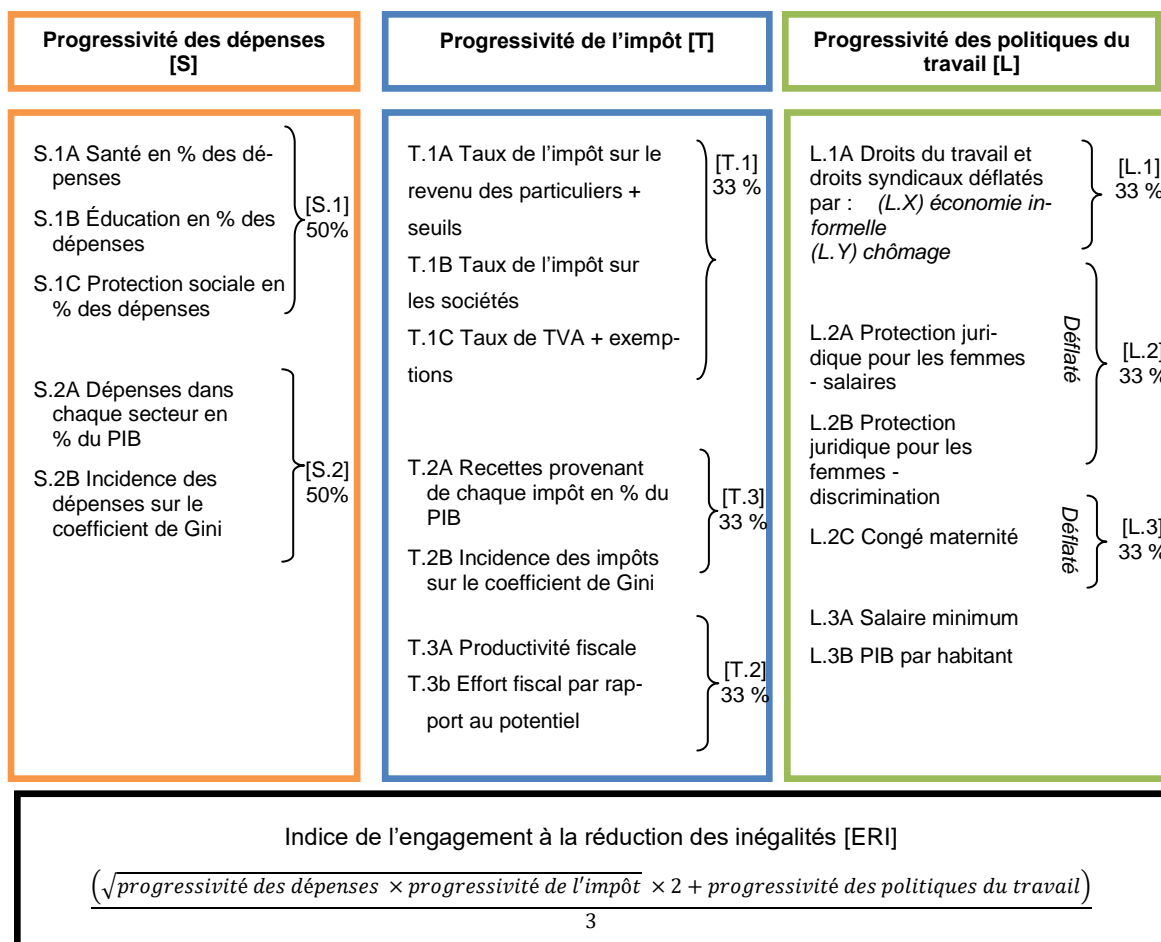 Progressivité des dépenses
[S]
S.1A Santé en % des dé-
penses
S.1B Éducation en % des
dépenses
S.1C Protection sociale en
% des dépenses
[S.1]
50%
S.2A Dépenses dans
chaque secteur en
% du PIB
S.2B Incidence des
dépenses sur le
coefficient de Gini
[S.2]
50%
Progressivité de l’impôt [T]
T.1A Taux de l’impôt sur le
revenu des particuliers +
seuils
T.1B Taux de l’impôt sur
les sociétés
T.1C Taux de TVA + exemp-
tions
[T.1]
33 %
T.2A Recettes provenant
de chaque impôt en % du
PIB
T.2B Incidence des impôts
sur le coefficient de Gini
[T.3]
33 %
T.3A Productivité fiscale
T.3b Effort fiscal par rap-
port au potentiel
[T.2]
33 %
Progressivité des politiques du
travail [L]
L.1A Droits du travail et
droits syndicaux déflatés
par : (L.X) économie in-
formelle
(L.Y) chômage
[L.1]
33 %
L.2A Protection juri-
dique pour les femmes
- salaires
L.2B Protection
juridique pour les
femmes -
discrimination
Déflaté
[L.2]
33 %
L.2C Congé maternité
Déflaté
[L.3]
33 %
L.3A Salaire minimum
L.3B PIB par habitant
Indice de l’engagement à la réduction des inégalités [ERI]
(√progressivité des dépenses × progressivité de l'impôt × 2 + progressivité des politiques du travail)
3